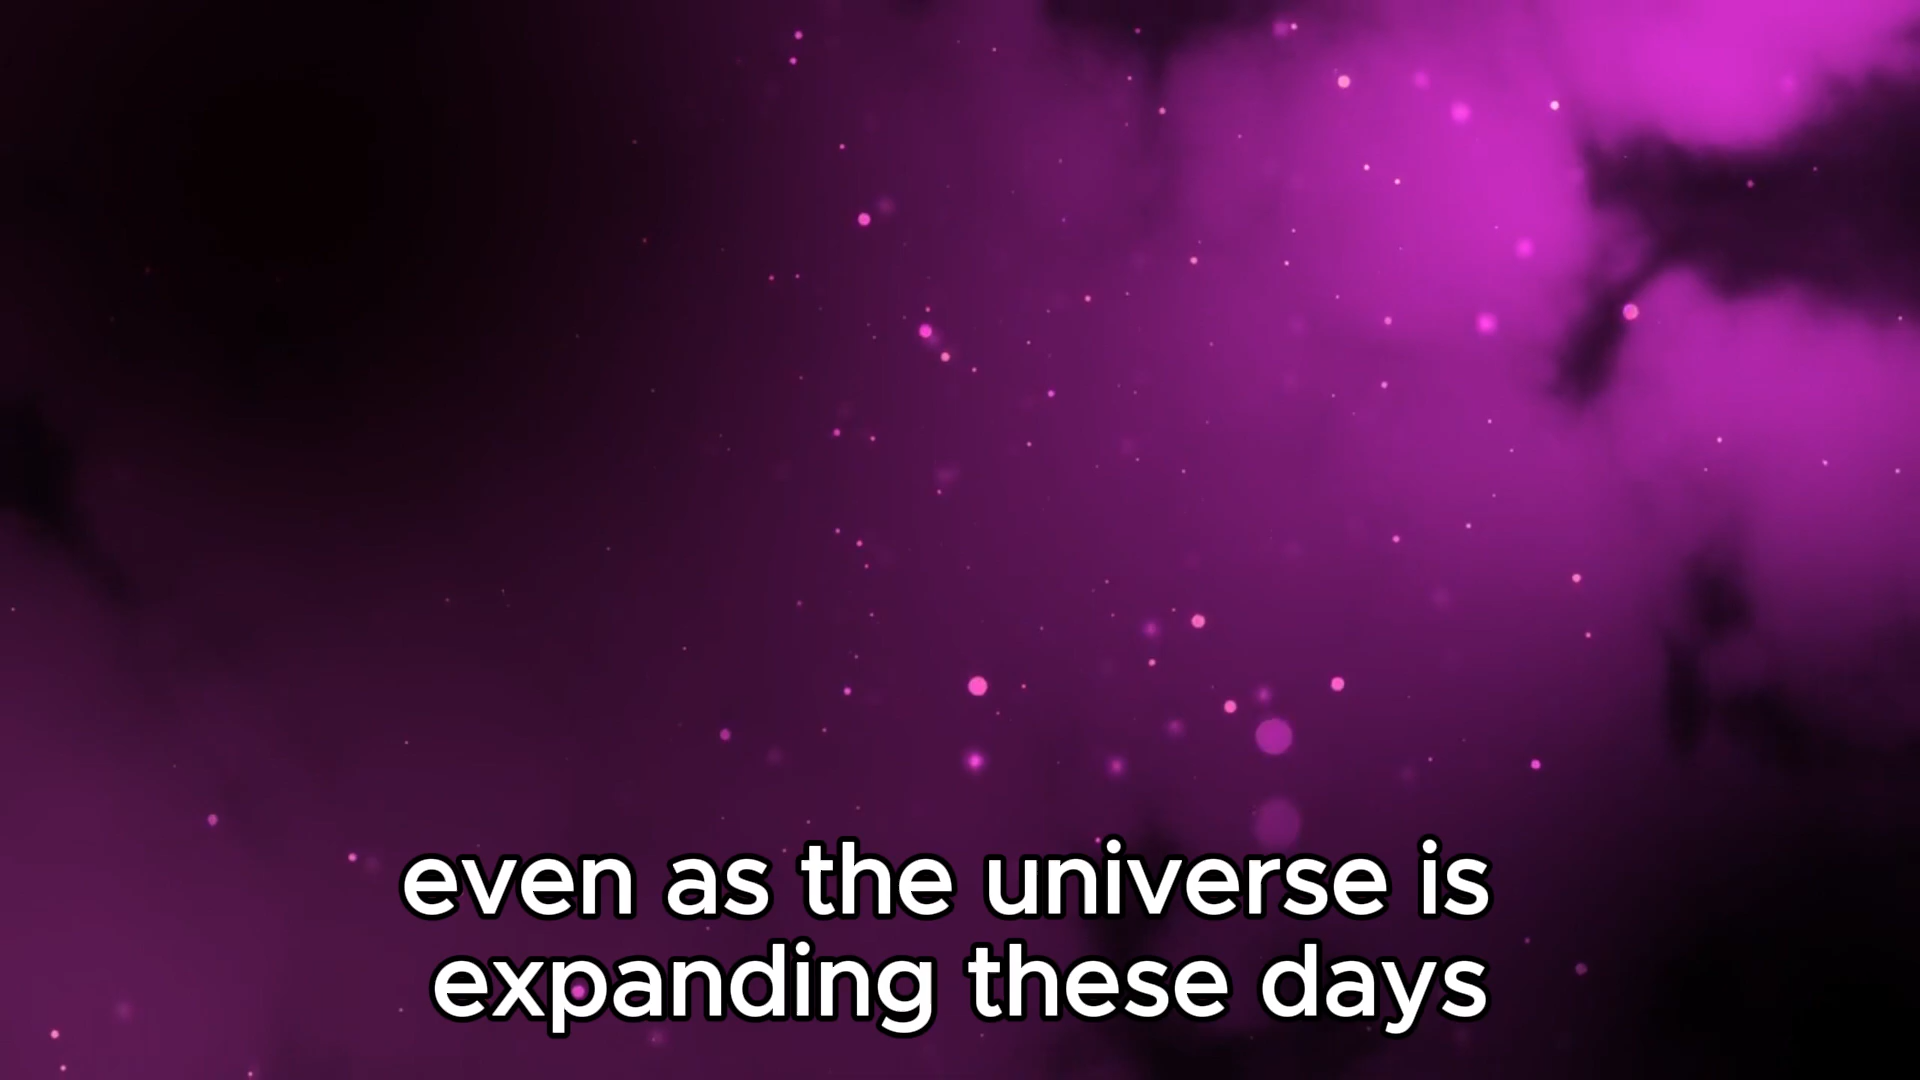 even as the universe is
expanding these days